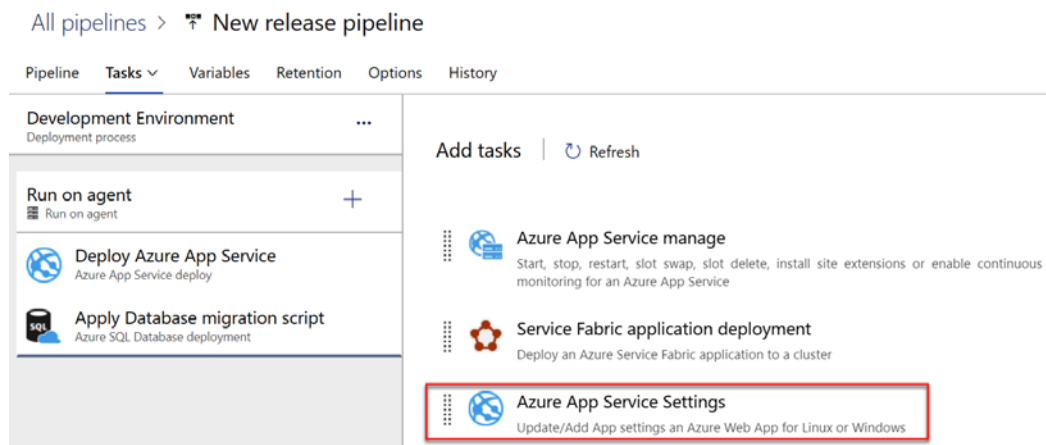 All pipelines > New release pipeline
Pipeline Tasks Variables Retention Options History
Development Environment
Deployment process
...
Run on agent
Run on agent
+
Deploy Azure App Service
Azure App Service deploy
SQL
Apply Database migration script
Azure SQL Database deployment
Add tasks | Refresh
Azure App Service manage
Start, stop, restart, slot swap, slot delete, install site extensions or enable continuous
monitoring for an Azure App Service
Service Fabric application deployment
Deploy an Azure Service Fabric application to a cluster
Azure App Service Settings
Update/Add App settings an Azure Web App for Linux or Windows